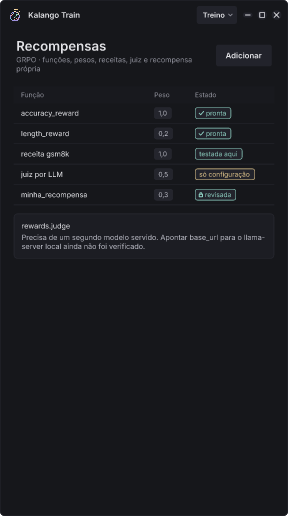 Kalango Train
Treino
Recompensas
GRPO · funções, pesos, receitas, juiz e recompensa
própria
Adicionar
Função Peso Estado
accuracy_reward 1,0 pronta
length_reward 0,2 pronta
receita gsm8k 1,0 testada aqui
juiz por LLM 0,5 só configuração
minha_recompensa 0,3 revisada
rewards.judge
Precisa de um segundo modelo servido. Apontar base_url para o llama-
server local ainda não foi verificado.